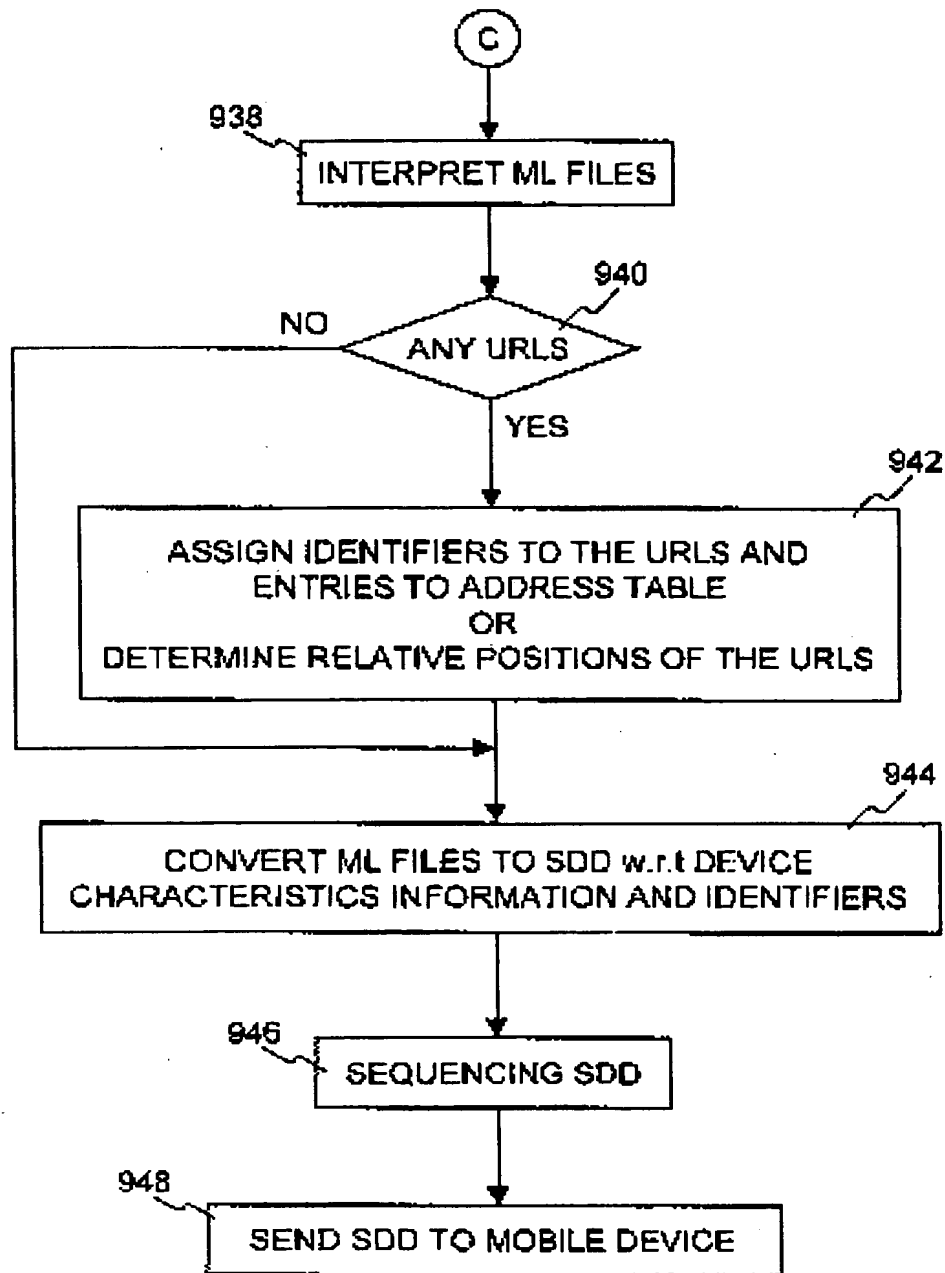 C
938
INTERPRET ML FILES
940
NO
ANY URLS
YES
942
ASSIGN IDENTIFIERS TO THE URLS AND
ENTRIES TO ADDRESS TABLE
OR
DETERMINE RELATIVE POSITIONS OF THE URLS
944
CONVERT ML FILES TO SDD w.r.t DEVICE
CHARACTERISTICS INFORMATION AND IDENTIFIERS
946
SEQUENCING SDD
948
SEND SDD TO MOBILE DEVICE